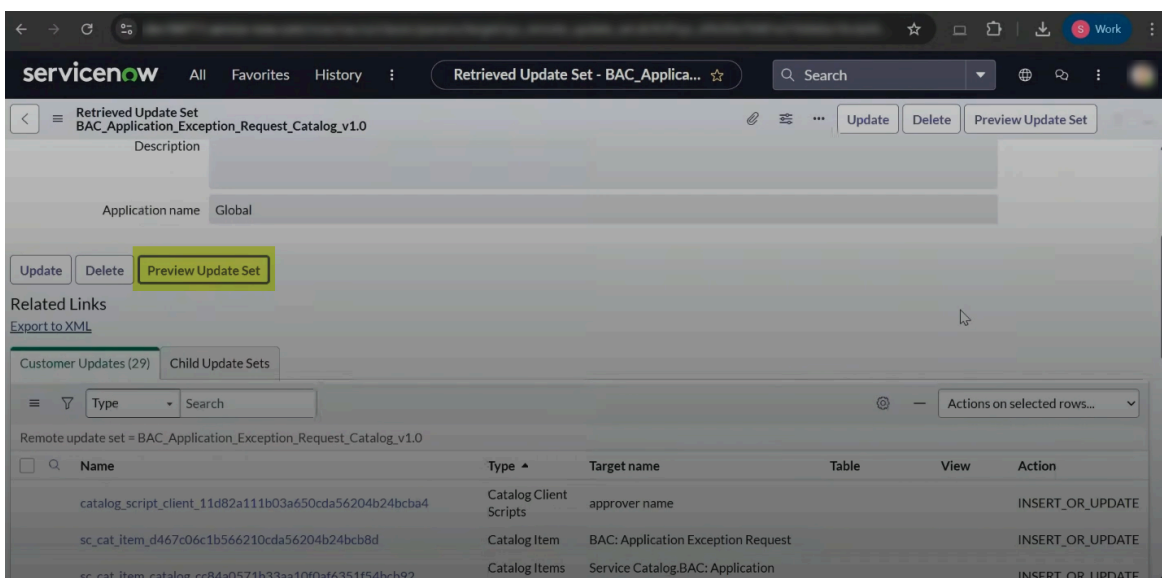 S Work
servicenow All Favorites History Retrieved Update Set - BAC_Applica... Search
Retrieved Update Set
BAC_Application_Exception_Request_Catalog_v1.0
Update Delete Preview Update Set
Description
Application name Global
Update Delete Preview Update Set
Related Links
Export to XML
Customer Updates (29) Child Update Sets
Type Search Actions on selected rows...
Remote update set = BAC_Application_Exception_Request_Catalog_v1.0
Name Type Target name Table View Action
catalog_script_client_11d82a111b03a650cda56204b24bcba4 Catalog Client Scripts approver name INSERT_OR_UPDATE
sc_cat_item_d467c06c1b566210cda56204b24bcb8d Catalog Item BAC: Application Exception Request INSERT_OR_UPDATE
sc_cat_item_catalog_cc84a0571b33aa10f0af6351f54bcb92 Catalog Items Service Catalog.BAC: Application INSERT_OR_UPDATE